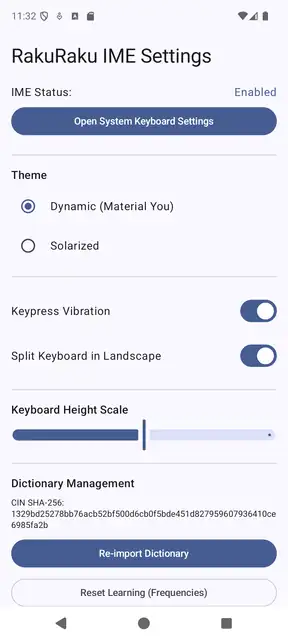 11:32
RakuRaku IME Settings
IME Status: Enabled
Open System Keyboard Settings
Theme
Dynamic (Material You)
Solarized
Keypress Vibration
Split Keyboard in Landscape
Keyboard Height Scale
Dictionary Management
CIN SHA-256:
1329bd25278bb76acb52bf500d6cb0f5bde451d827959607936410ce
6985fa2b
Re-import Dictionary
Reset Learning (Frequencies)